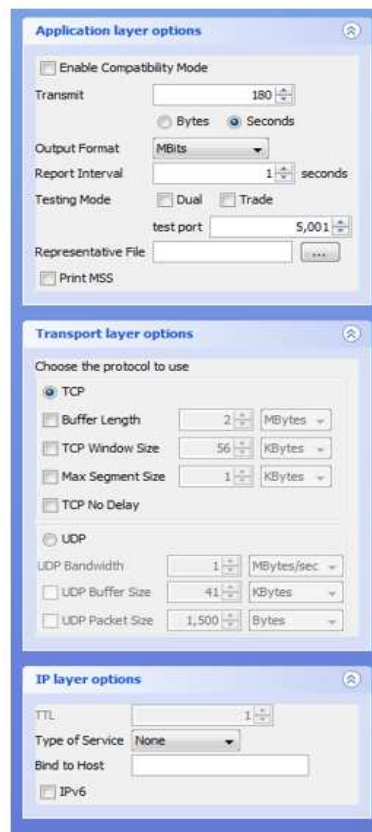 Application layer options
Enable Compatibility Mode
Transmit 180
Bytes Seconds
Output Format MBits
Report Interval 1 seconds
Testing Mode Dual Trade
test port 5,001
Representative File ...
Print MSS
Transport layer options
Choose the protocol to use
TCP
Buffer Length 2 MBytes
TCP Window Size 56 KBytes
Max Segment Size 1 KBytes
TCP No Delay
UDP
UDP Bandwidth 1 MBytes/sec
UDP Buffer Size 41 KBytes
UDP Packet Size 1,500 Bytes
IP layer options
TTL 1
Type of Service None
Bind to Host
IPv6